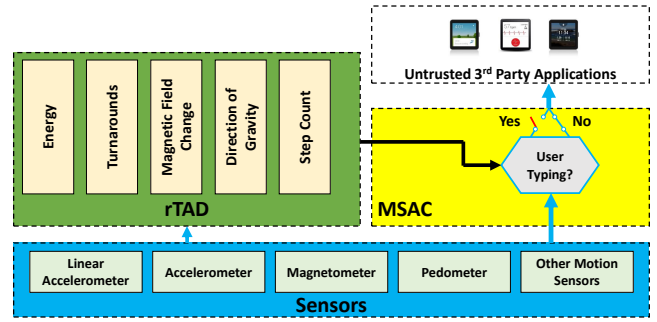 Energy
Turnarounds
Magnetic Field
Change
Direction of
Gravity
Step Count
rTAD
Untrusted 3rd Party Applications
Yes
No
User
Typing?
MSAC
Linear
Accelerometer
Accelerometer
Magnetometer
Pedometer
Other Motion
Sensors
Sensors